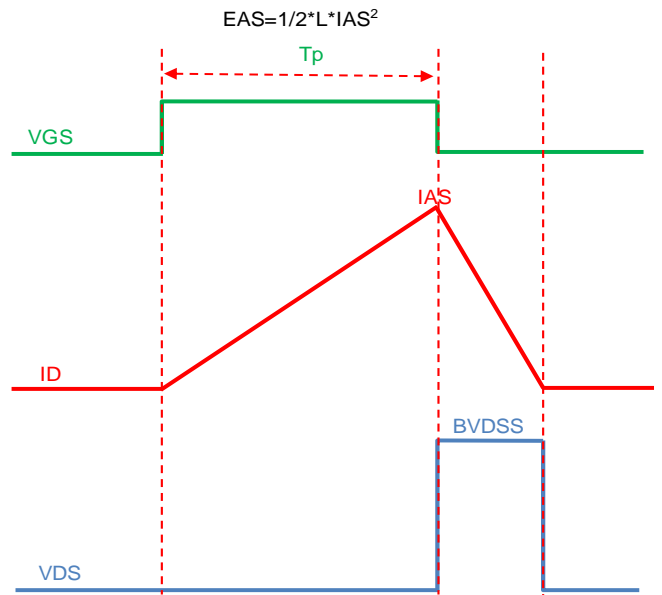 EAS=1/2*L*IAS²
Tp
VGS
IAS
ID
BVDSS
VDS